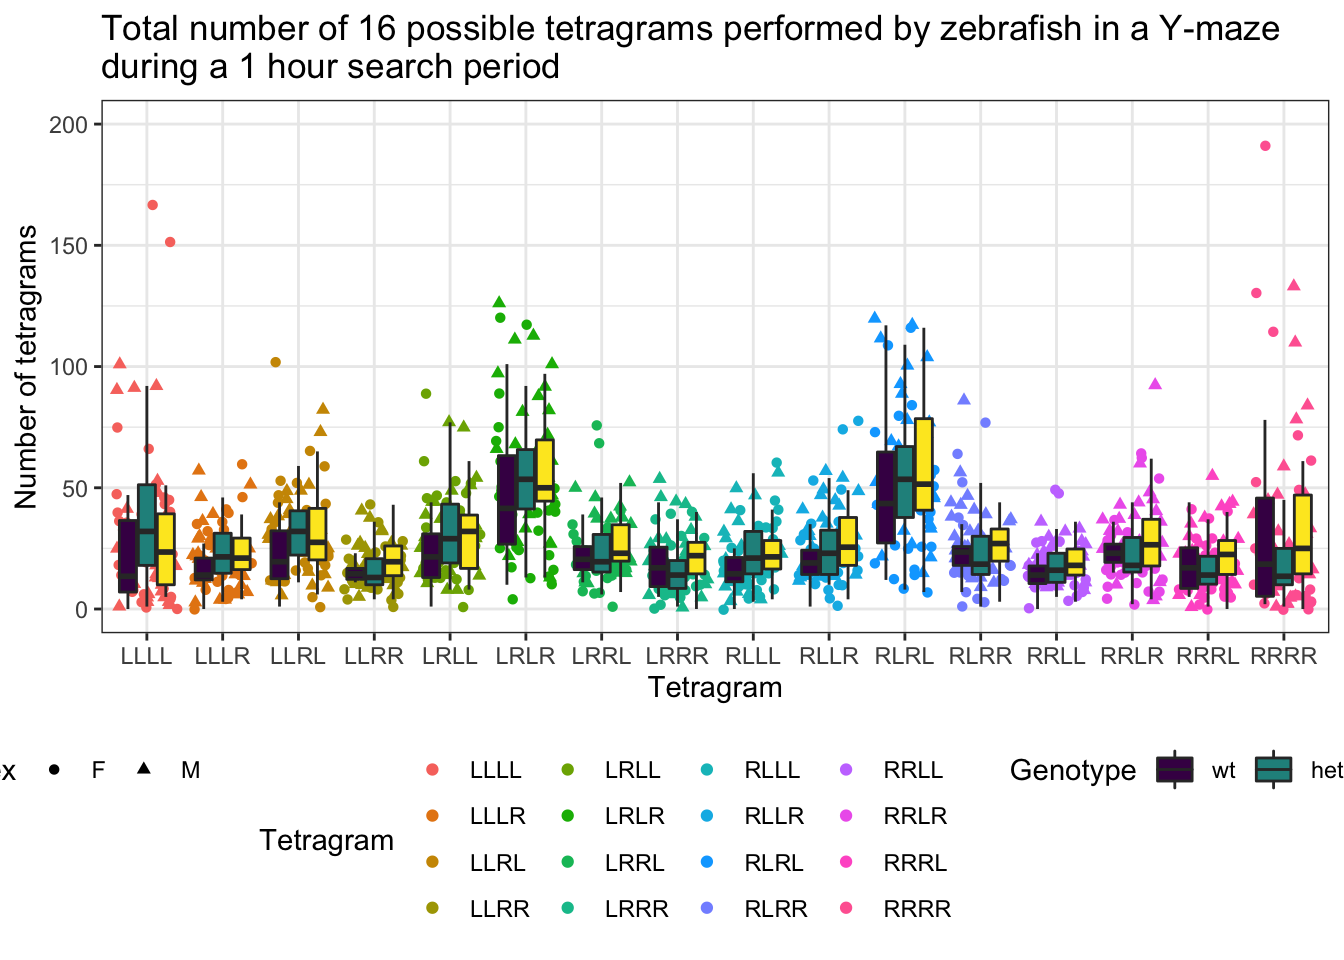 Total number of 16 possible tetragrams performed by zebrafish in a Y-maze
during a 1 hour search period
Number of tetragrams
200
150
100
50
0
LLLL LLLR LLRL LLRR LRLL LRLR LRRL LRRR RLLL RLLR RLRL RLRR RRLL RRLR RRRL RRRR
Tetragram
ex F M
Tetragram
LLLL LRLL RLLL RRLL
LLLR LRLR RLLR RRLR
LLRL LRRL RLRL RRRL
LLRR LRRR RLRR RRRR
Genotype wt het